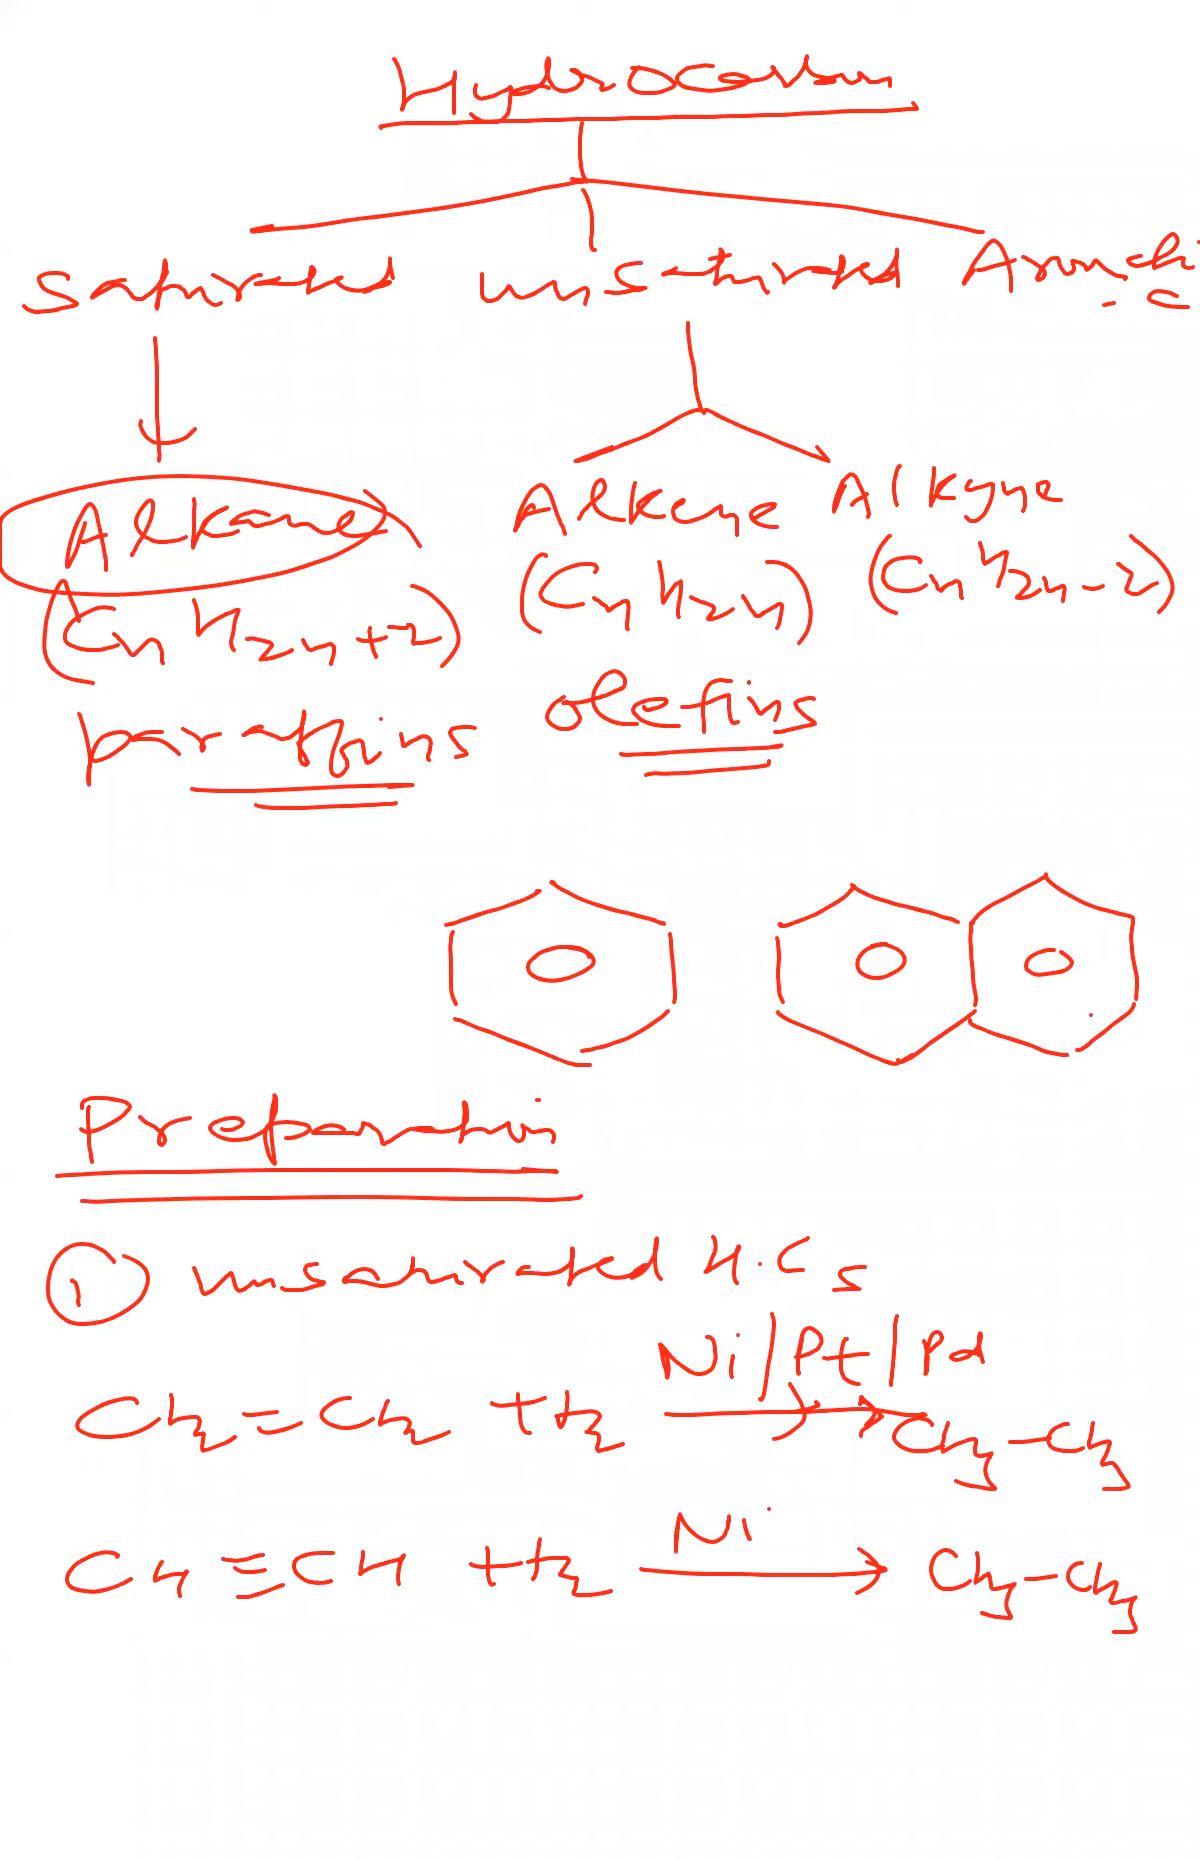 Hydrocarbon
Saturated unsaturated Aromatic
Alkane Alkene Alkyne
(CnH2n+2) (CnH2n) (CnH2n-2)
paraffins olefins
Preparation
1 unsaturated H.Cs
Ni/Pt/Pd
CH2=CH2 +H2 → CH3-CH3
Ni
CH≡CH +H2 → CH3-CH3